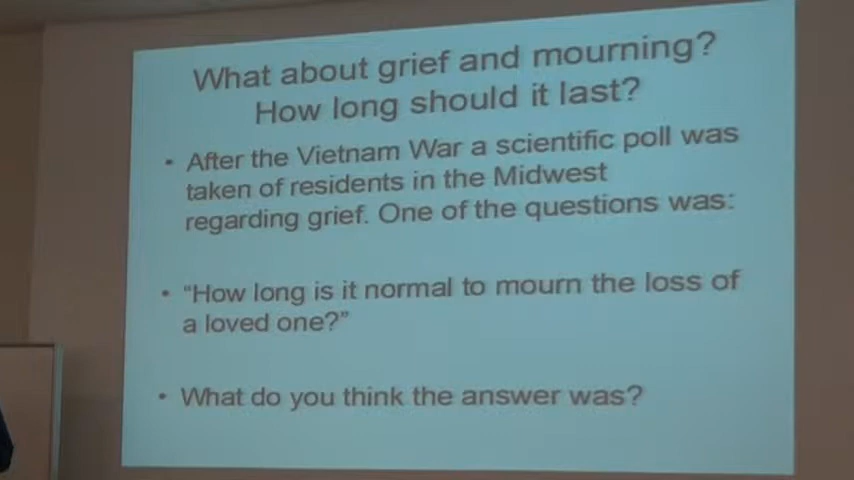 What about grief and mourning?
How long should it last?
• After the Vietnam War a scientific poll was
taken of residents in the Midwest
regarding grief. One of the questions was:
• “How long is it normal to mourn the loss of
a loved one?”
• What do you think the answer was?